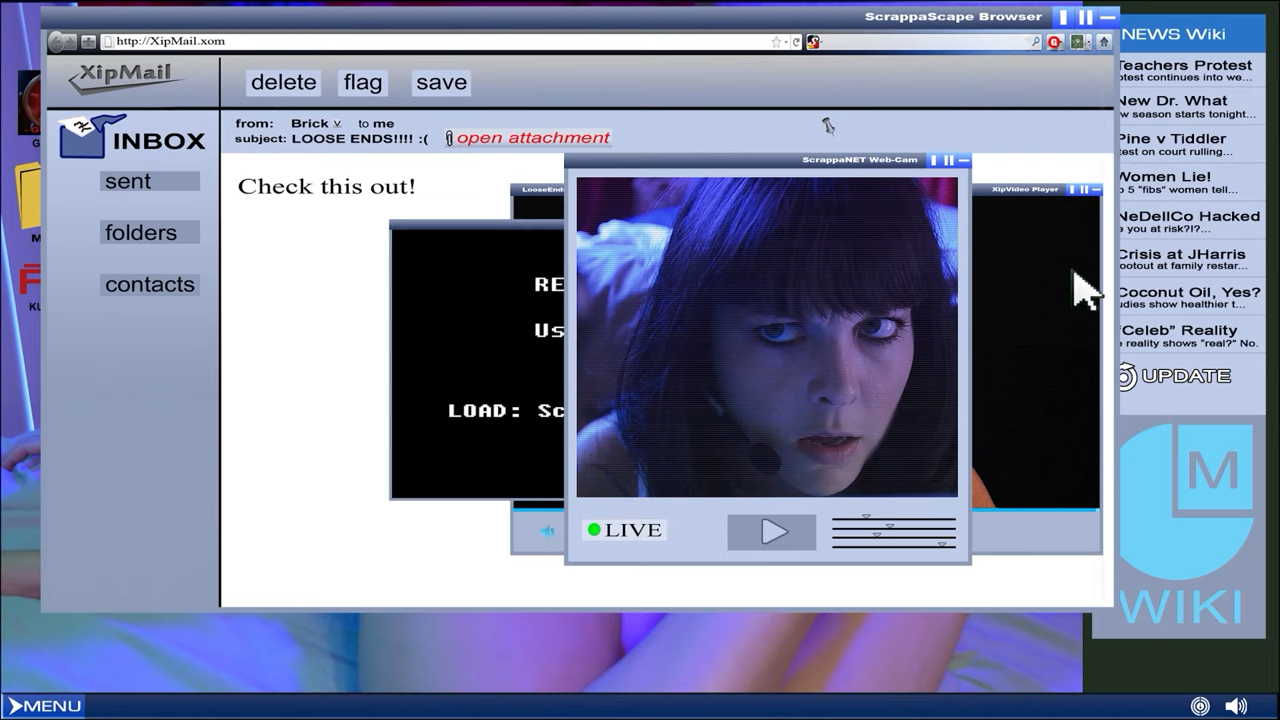 ScrappaScape Browser
http://XipMail.xom
XipMail
delete
flag
save
from: Brick v to me
subject: LOOSE ENDS!!!! :( open attachment
INBOX
sent
folders
contacts
Check this out!
ScrappaNET Web-Cam
LooseEnds
XipVideo Player
RE
Us
LOAD: Sc
LIVE
NEWS Wiki
Teachers Protest
otest continues into we...
New Dr. What
ew season starts tonight...
Pine v Tiddler
test on court rulling...
Women Lie!
p 5 "fibs" women tell...
NeDellCo Hacked
e you at risk?!?...
Crisis at JHarris
ootout at family restar...
Coconut Oil, Yes?
udies show healthier t...
"Celeb" Reality
e reality shows "real?" No.
UPDATE
M
WIKI
MENU